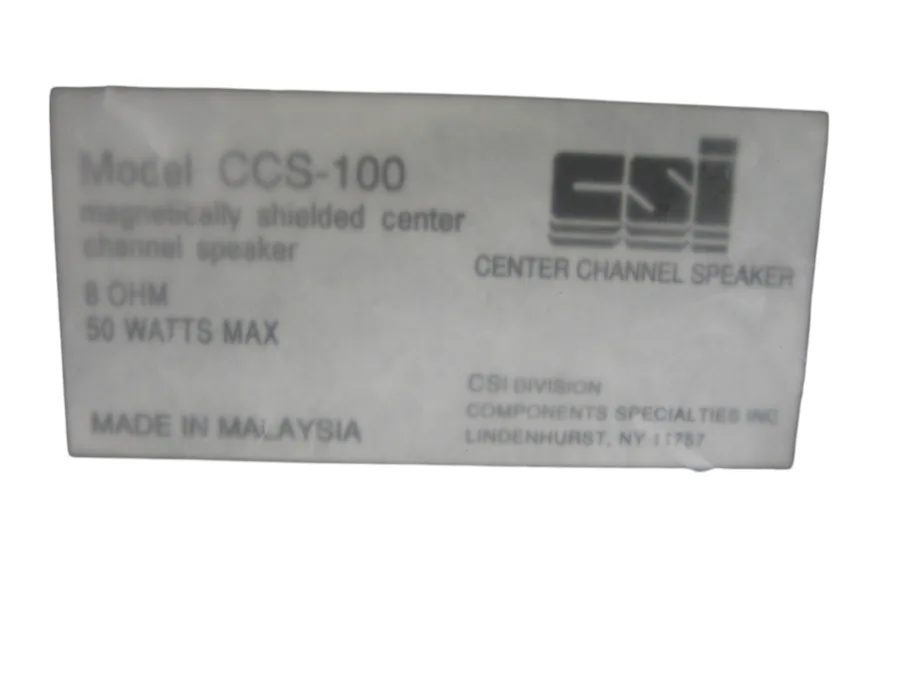 Model CCS-100
magnetically shielded center
channel speaker
8 OHM
50 WATTS MAX
MADE IN MALAYSIA
csi
CENTER CHANNEL SPEAKER
CSI DIVISION
COMPONENTS SPECIALTIES INC
LINDENHURST, NY 11757